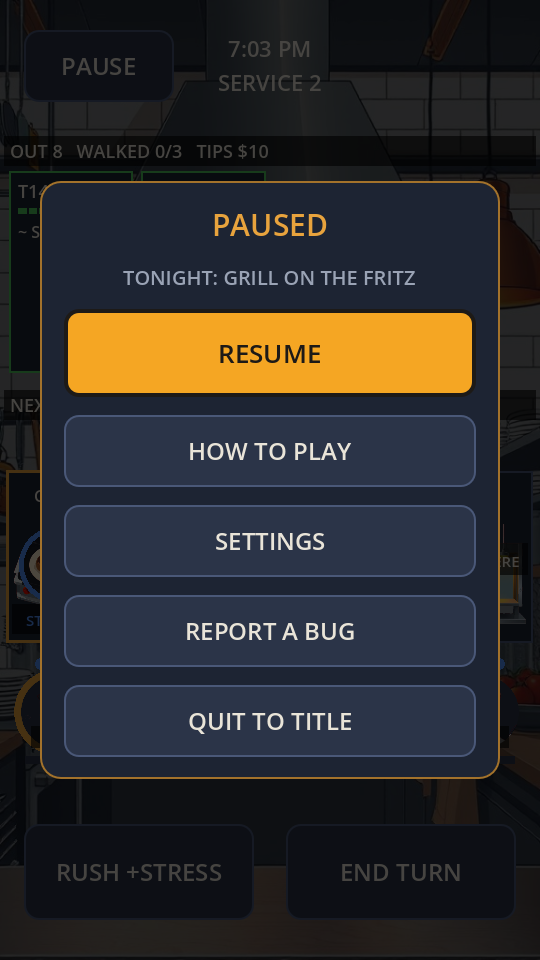 PAUSE
7:03 PM
SERVICE 2
OUT 8 WALKED 0/3 TIPS $10
PAUSED
TONIGHT: GRILL ON THE FRITZ
RESUME
HOW TO PLAY
SETTINGS
REPORT A BUG
QUIT TO TITLE
RUSH +STRESS
END TURN